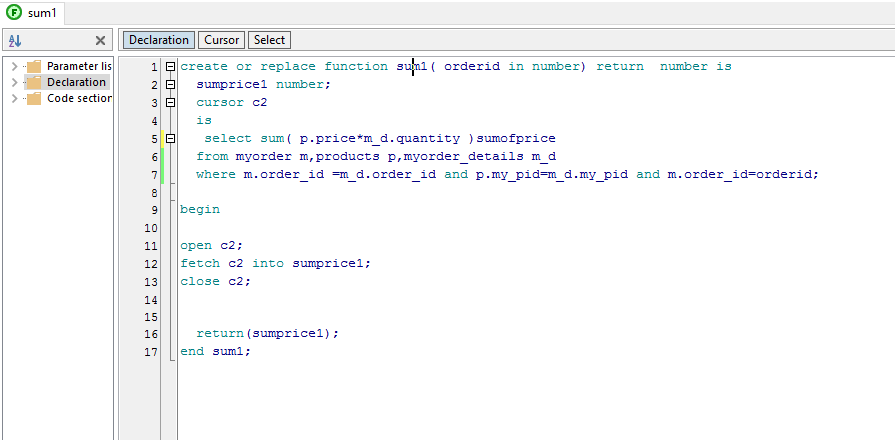 sum1
Declaration Cursor Select
Parameter lis
Declaration
Code section
1 create or replace function sum1( orderid in number) return  number is
2   sumprice1 number;
3   cursor c2
4   is
5    select sum( p.price*m_d.quantity )sumofprice
6   from myorder m,products p,myorder_details m_d
7   where m.order_id =m_d.order_id and p.my_pid=m_d.my_pid and m.order_id=orderid;
8
9 begin
10
11 open c2;
12 fetch c2 into sumprice1;
13 close c2;
14
15
16   return(sumprice1);
17 end sum1;